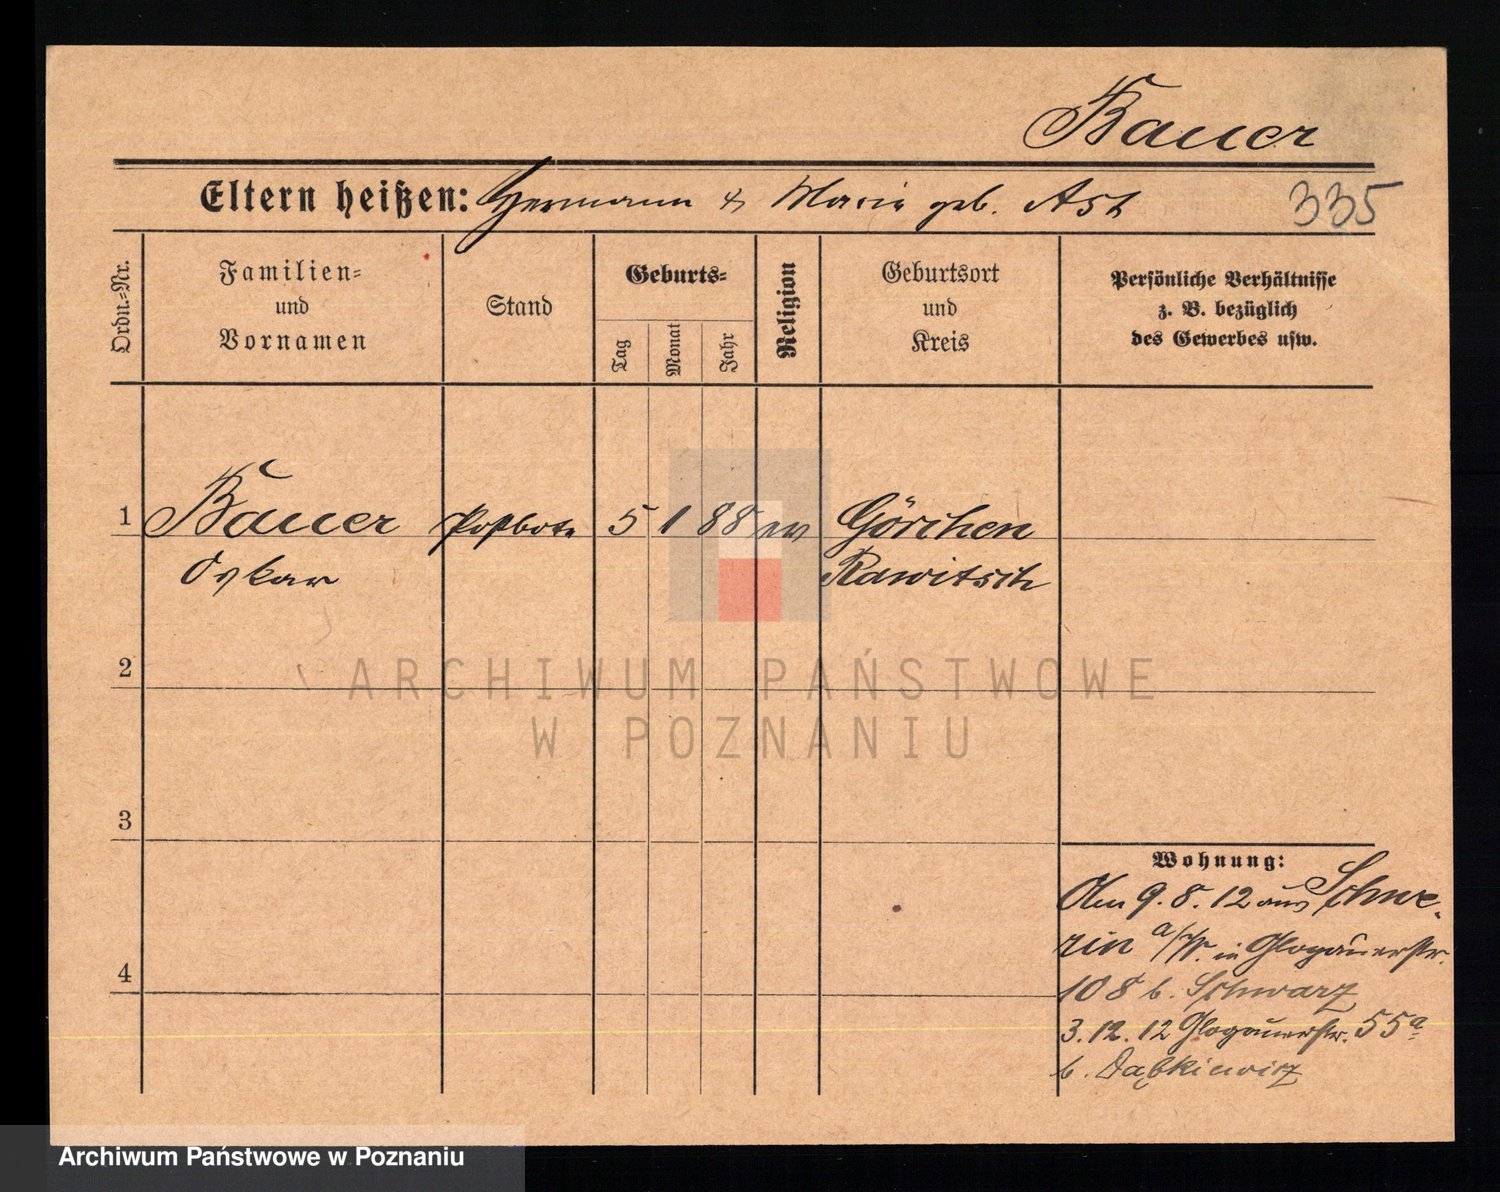 Bauer
Eltern heißen: Hermann & Marie geb. Ast 335
Ordn.-Nr.
Familien-
und
Vornamen
Stand
Geburts-
Tag
Monat
Jahr
Religion
Geburtsort
und
Kreis
Persönliche Verhältnisse
z. B. bezüglich
des Gewerbes usw.
1 Bauer Postbote 5 1 88 ev Görchen
Oskar Rawitsch
2
ARCHIWUM PAŃSTWOWE
W POZNANIU
3
4
Wohnung:
Am 9.8.12 aus Schwe-
rin a/W. in Glogauerstr.
108 b. Schwarz
3.12.12 Glogauerstr. 55a
b. Dąbkiewicz
Archiwum Państwowe w Poznaniu